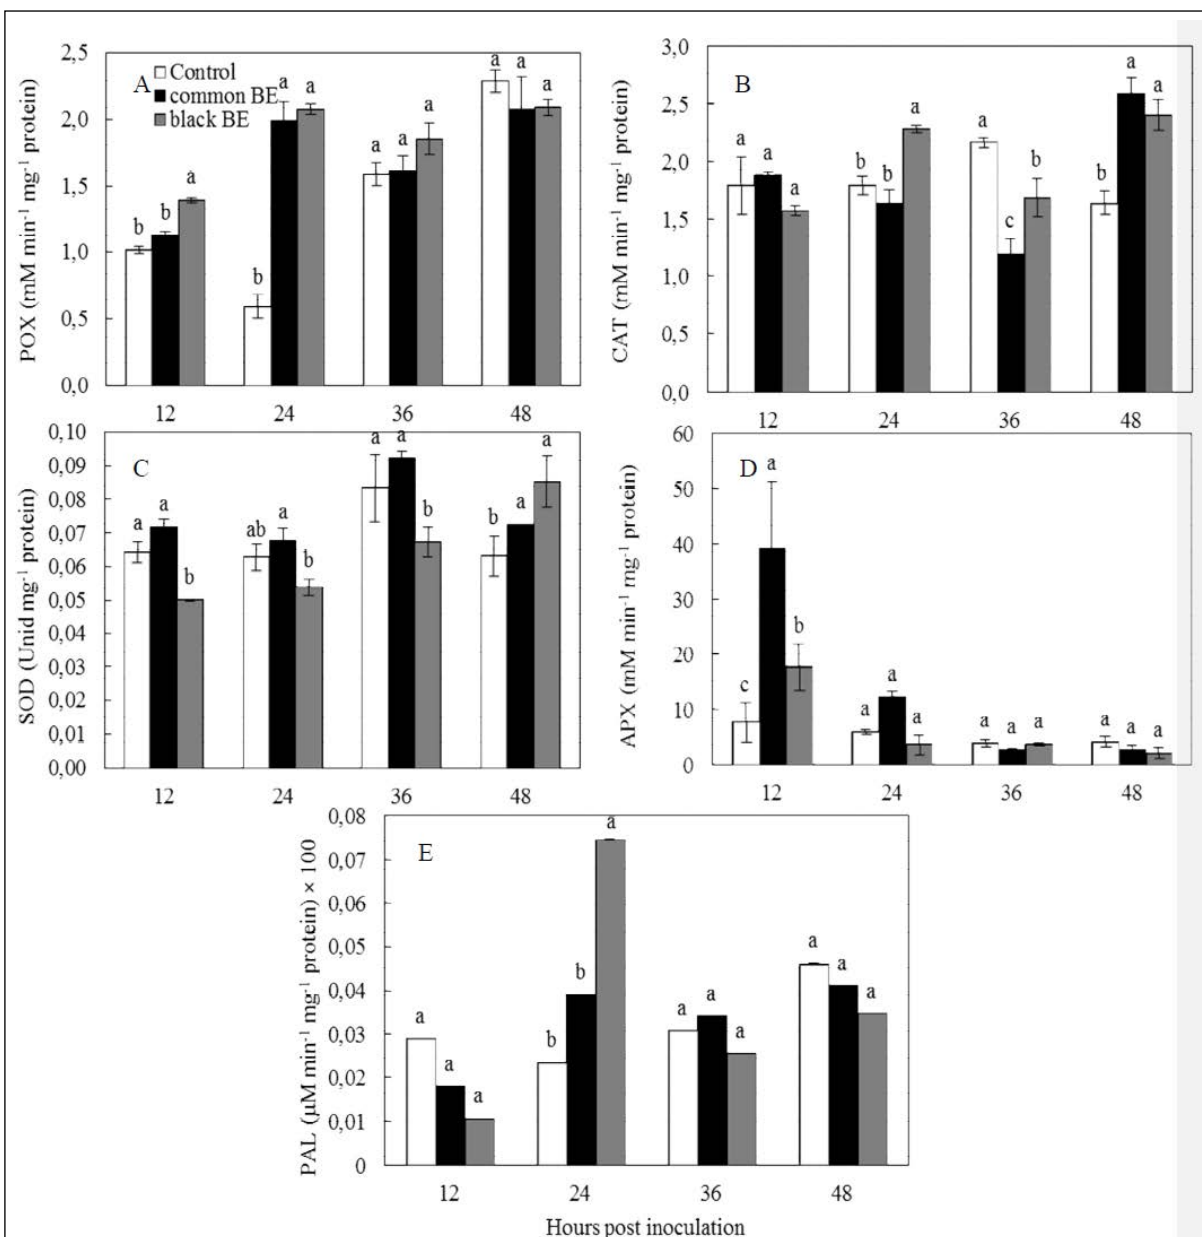 A
Control
common BE
black BE
POX (mM min⁻¹ mg⁻¹ protein)
2,5
2,0
1,5
1,0
0,5
0,0
b b a
b a a
a a a
a a a
12 24 36 48
B
CAT (mM min⁻¹ mg⁻¹ protein)
3,0
2,5
2,0
1,5
1,0
0,5
0,0
a a a
b b a
a c b
b a a
12 24 36 48
C
SOD (Unid mg⁻¹ protein)
0,10
0,09
0,08
0,07
0,06
0,05
0,04
0,03
0,02
0,01
0,00
a a b
ab a b
a a b
b a a
12 24 36 48
D
APX (mM min⁻¹ mg⁻¹ protein)
60
50
40
30
20
10
0
c a b
a a a
a a a
a a a
12 24 36 48
E
PAL (µM min⁻¹ mg⁻¹ protein) × 100
0,08
0,07
0,06
0,05
0,04
0,03
0,02
0,01
0
a a a
b b a
a a a
a a a
12 24 36 48
Hours post inoculation